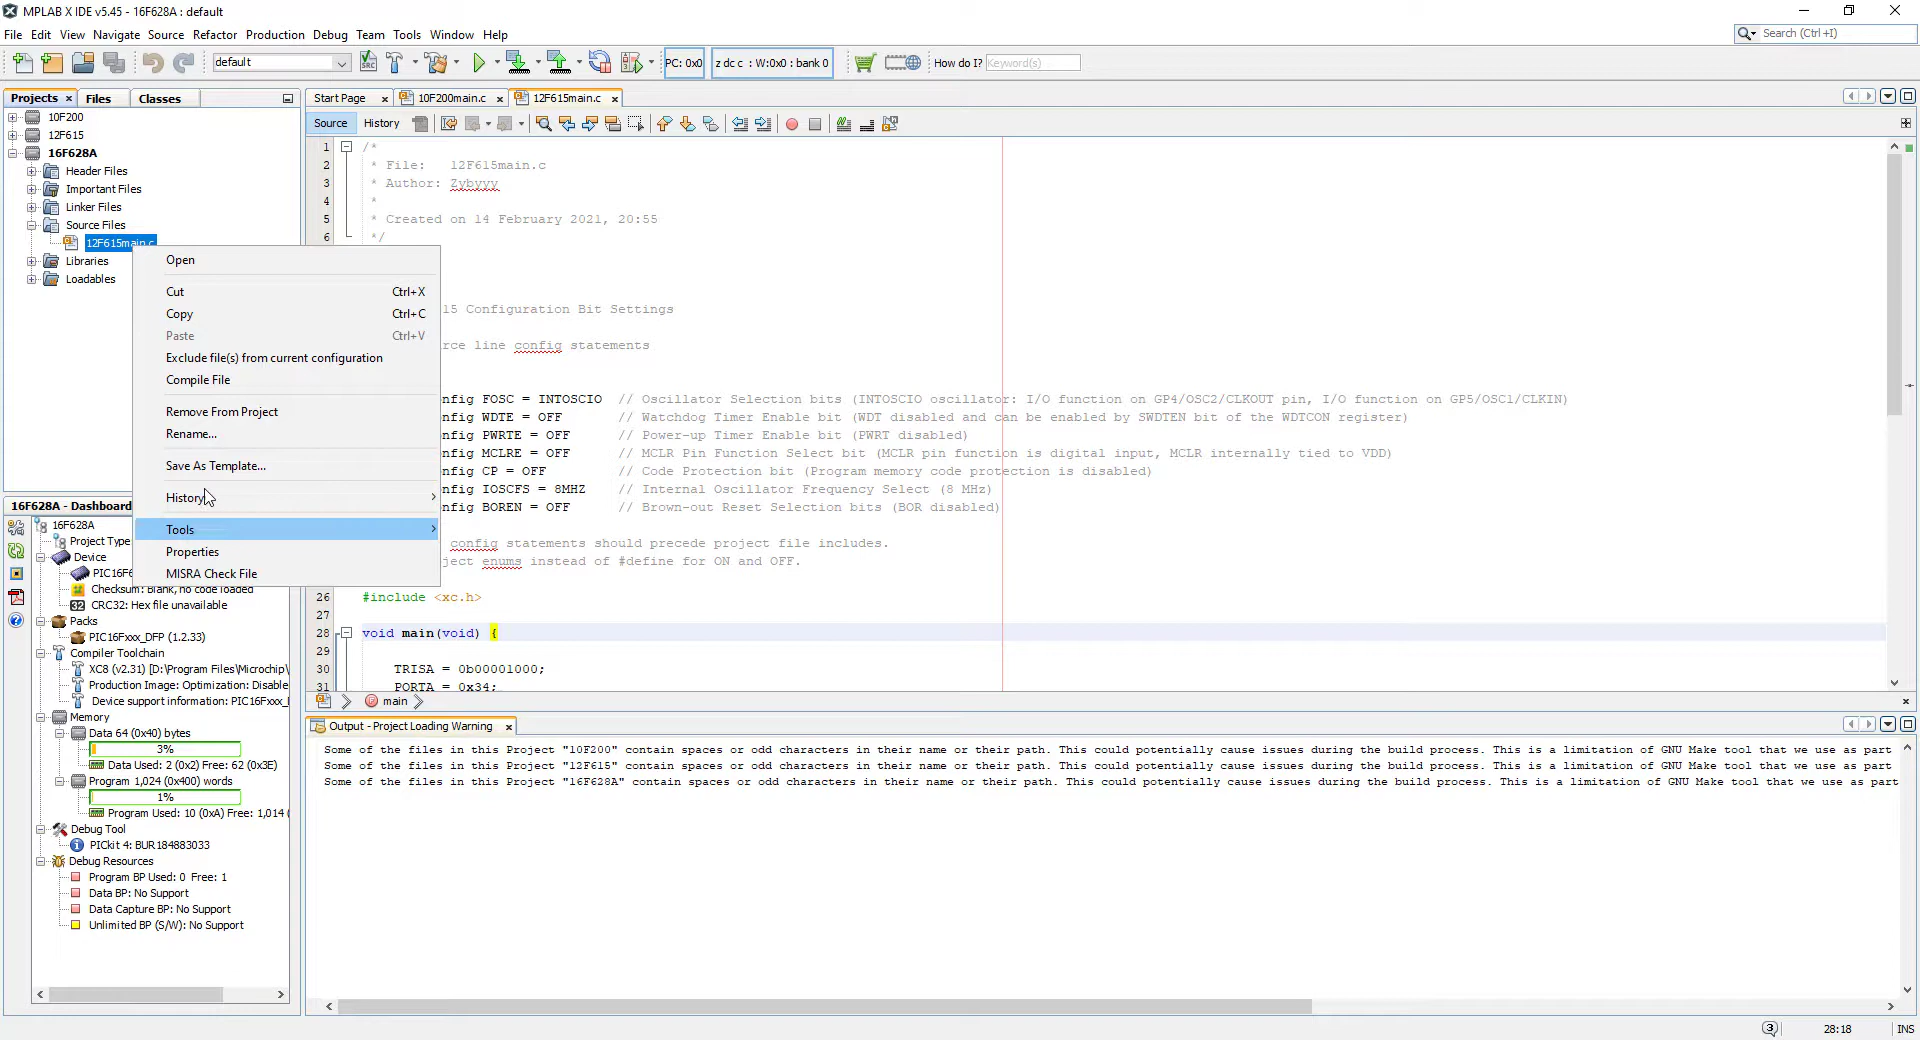 MPLAB X IDE v5.45 - 16F628A : default
File Edit View Navigate Source Refactor Production Debug Team Tools Window Help
Search (Ctrl+I)
default
PC: 0x0
z dc c : W:0x0 : bank 0
How do I?
Keyword(s)
Projects
Files
Classes
10F200
12F615
16F628A
Header Files
Important Files
Linker Files
Source Files
12F615main.c
Libraries
Loadables
Open
Cut Ctrl+X
Copy Ctrl+C
Paste Ctrl+V
Exclude file(s) from current configuration
Compile File
Remove From Project
Rename...
Save As Template...
History
Tools
Properties
MISRA Check File
16F628A - Dashboard
16F628A
Project Type
Device
PIC16F6
Checksum: Blank, no code loaded
CRC32: Hex file unavailable
Packs
PIC16Fxxx_DFP (1.2.33)
Compiler Toolchain
XC8 (v2.31) [D:\Program Files\Microchip\
Production Image: Optimization: Disable
Device support information: PIC16Fxxx_
Memory
Data 64 (0x40) bytes
3%
Data Used: 2 (0x2) Free: 62 (0x3E)
Program 1,024 (0x400) words
1%
Program Used: 10 (0xA) Free: 1,014 (
Debug Tool
PICkit 4: BUR184883033
Debug Resources
Program BP Used: 0 Free: 1
Data BP: No Support
Data Capture BP: No Support
Unlimited BP (S/W): No Support
Start Page
10F200main.c
12F615main.c
Source
History
1 /*
2 * File: 12F615main.c
3 * Author: Zybyyy
4 *
5 * Created on 14 February 2021, 20:55
6 */
15 Configuration Bit Settings
rce line config statements
nfig FOSC = INTOSCIO // Oscillator Selection bits (INTOSCIO oscillator: I/O function on GP4/OSC2/CLKOUT pin, I/O function on GP5/OSC1/CLKIN)
nfig WDTE = OFF // Watchdog Timer Enable bit (WDT disabled and can be enabled by SWDTEN bit of the WDTCON register)
nfig PWRTE = OFF // Power-up Timer Enable bit (PWRT disabled)
nfig MCLRE = OFF // MCLR Pin Function Select bit (MCLR pin function is digital input, MCLR internally tied to VDD)
nfig CP = OFF // Code Protection bit (Program memory code protection is disabled)
nfig IOSCFS = 8MHZ // Internal Oscillator Frequency Select (8 MHz)
nfig BOREN = OFF // Brown-out Reset Selection bits (BOR disabled)
config statements should precede project file includes.
ject enums instead of #define for ON and OFF.
26 #include <xc.h>
27
28 void main(void) {
29
30 TRISA = 0b00001000;
31 PORTA = 0x34;
main
Output - Project Loading Warning
Some of the files in this Project "10F200" contain spaces or odd characters in their name or their path. This could potentially cause issues during the build process. This is a limitation of GNU Make tool that we use as part
Some of the files in this Project "12F615" contain spaces or odd characters in their name or their path. This could potentially cause issues during the build process. This is a limitation of GNU Make tool that we use as part
Some of the files in this Project "16F628A" contain spaces or odd characters in their name or their path. This could potentially cause issues during the build process. This is a limitation of GNU Make tool that we use as part
3
28:18
INS